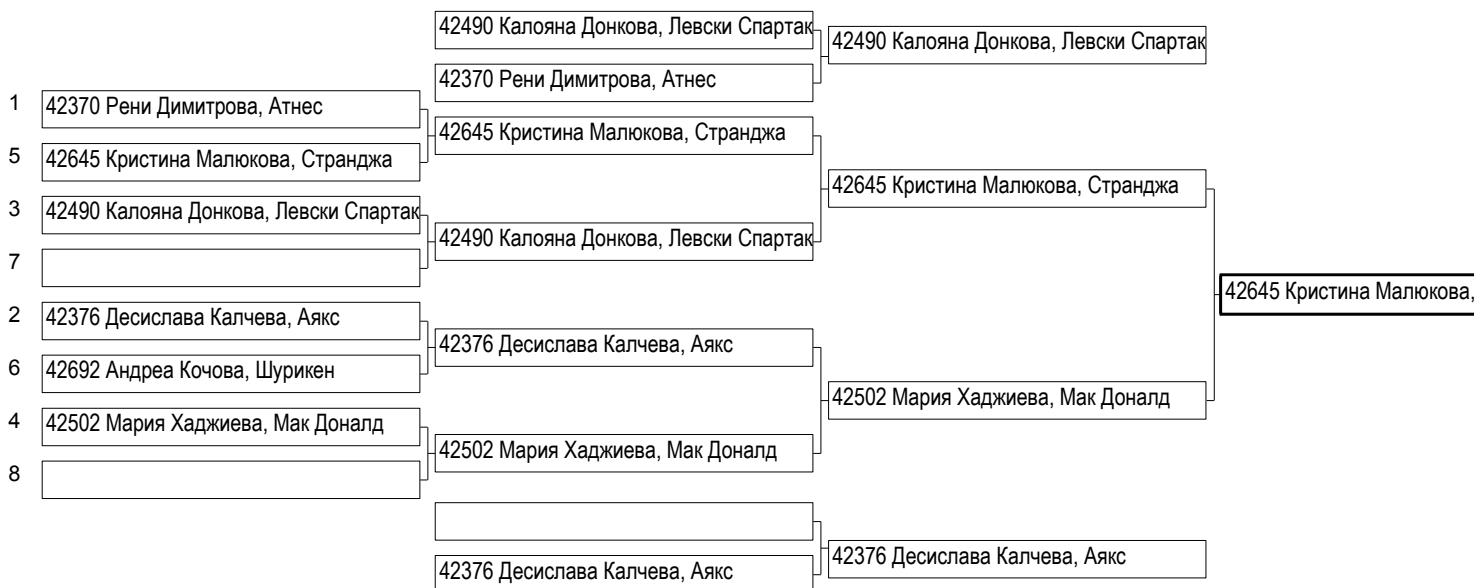 42490 Калояна Донкова, Левски Спартак
42490 Калояна Донкова, Левски Спартак
42370 Рени Димитрова, Атнес
1 42370 Рени Димитрова, Атнес
42645 Кристина Малюкова, Странджа
5 42645 Кристина Малюкова, Странджа
42645 Кристина Малюкова, Странджа
3 42490 Калояна Донкова, Левски Спартак
42490 Калояна Донкова, Левски Спартак
7
42645 Кристина Малюкова,
2 42376 Десислава Калчева, Аякс
42376 Десислава Калчева, Аякс
6 42692 Андреа Кочова, Шурикен
42502 Мария Хаджиева, Мак Доналд
4 42502 Мария Хаджиева, Мак Доналд
42502 Мария Хаджиева, Мак Доналд
8
42376 Десислава Калчева, Аякс
42376 Десислава Калчева, Аякс